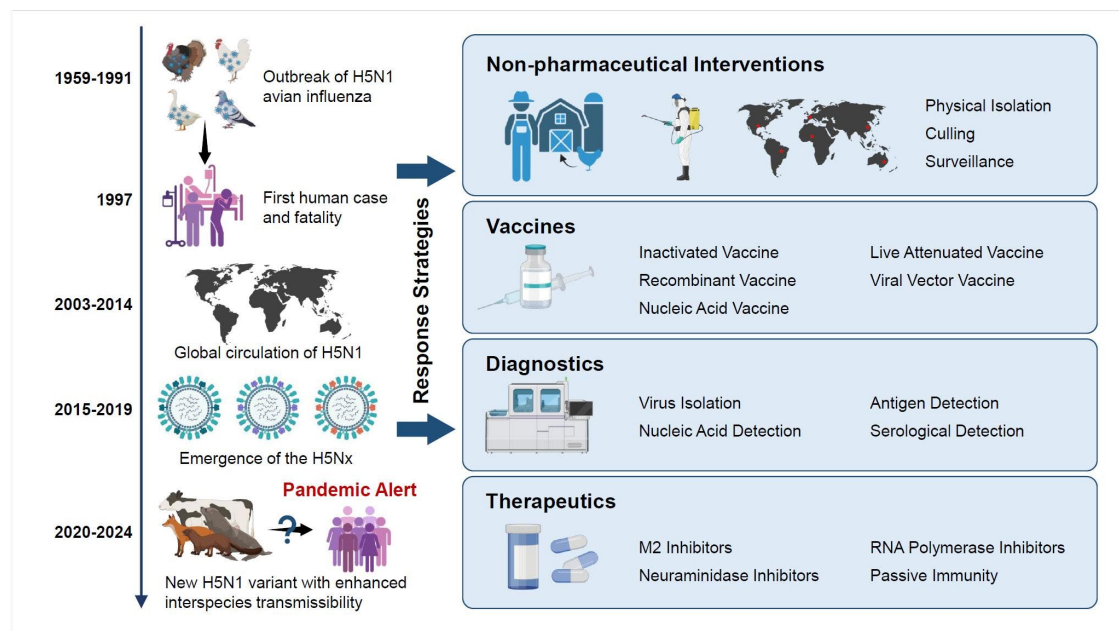 1959-1991
Outbreak of H5N1
avian influenza
1997
First human case
and fatality
2003-2014
Global circulation of H5N1
2015-2019
Emergence of the H5Nx
2020-2024
Pandemic Alert
?
New H5N1 variant with enhanced
interspecies transmissibility
Response Strategies
Non-pharmaceutical Interventions
Physical Isolation
Culling
Surveillance
Vaccines
Inactivated Vaccine
Recombinant Vaccine
Nucleic Acid Vaccine
Live Attenuated Vaccine
Viral Vector Vaccine
Diagnostics
Virus Isolation
Nucleic Acid Detection
Antigen Detection
Serological Detection
Therapeutics
M2 Inhibitors
Neuraminidase Inhibitors
RNA Polymerase Inhibitors
Passive Immunity